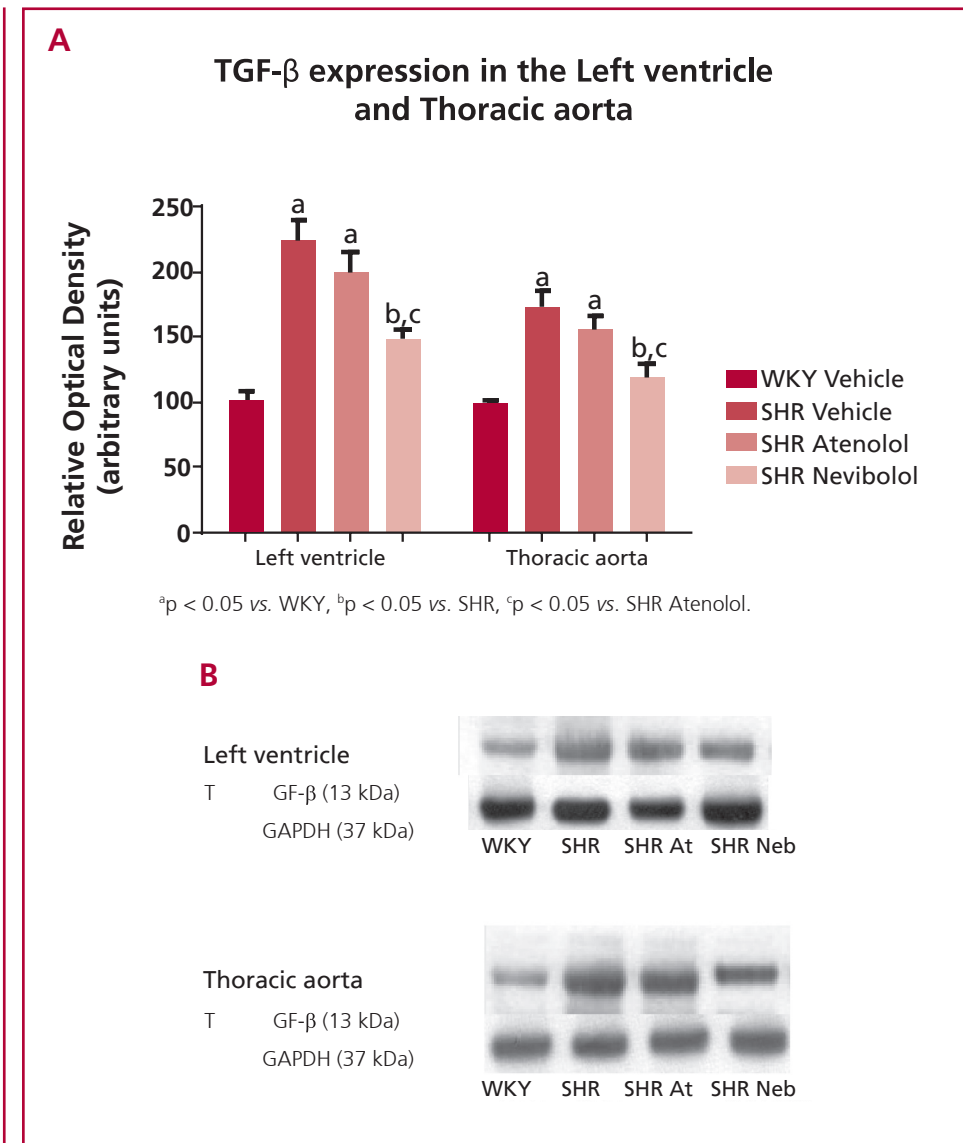 A
TGF-β expression in the Left ventricle
and Thoracic aorta
Relative Optical Density
(arbitrary units)
250
200
150
100
50
0
a
a
b,c
a
a
b,c
Left ventricle
Thoracic aorta
WKY Vehicle
SHR Vehicle
SHR Atenolol
SHR Nevibolol
ᵃp < 0.05 vs. WKY, ᵇp < 0.05 vs. SHR, ᶜp < 0.05 vs. SHR Atenolol.
B
Left ventricle
T GF-β (13 kDa)
GAPDH (37 kDa)
WKY SHR SHR At SHR Neb
Thoracic aorta
T GF-β (13 kDa)
GAPDH (37 kDa)
WKY SHR SHR At SHR Neb